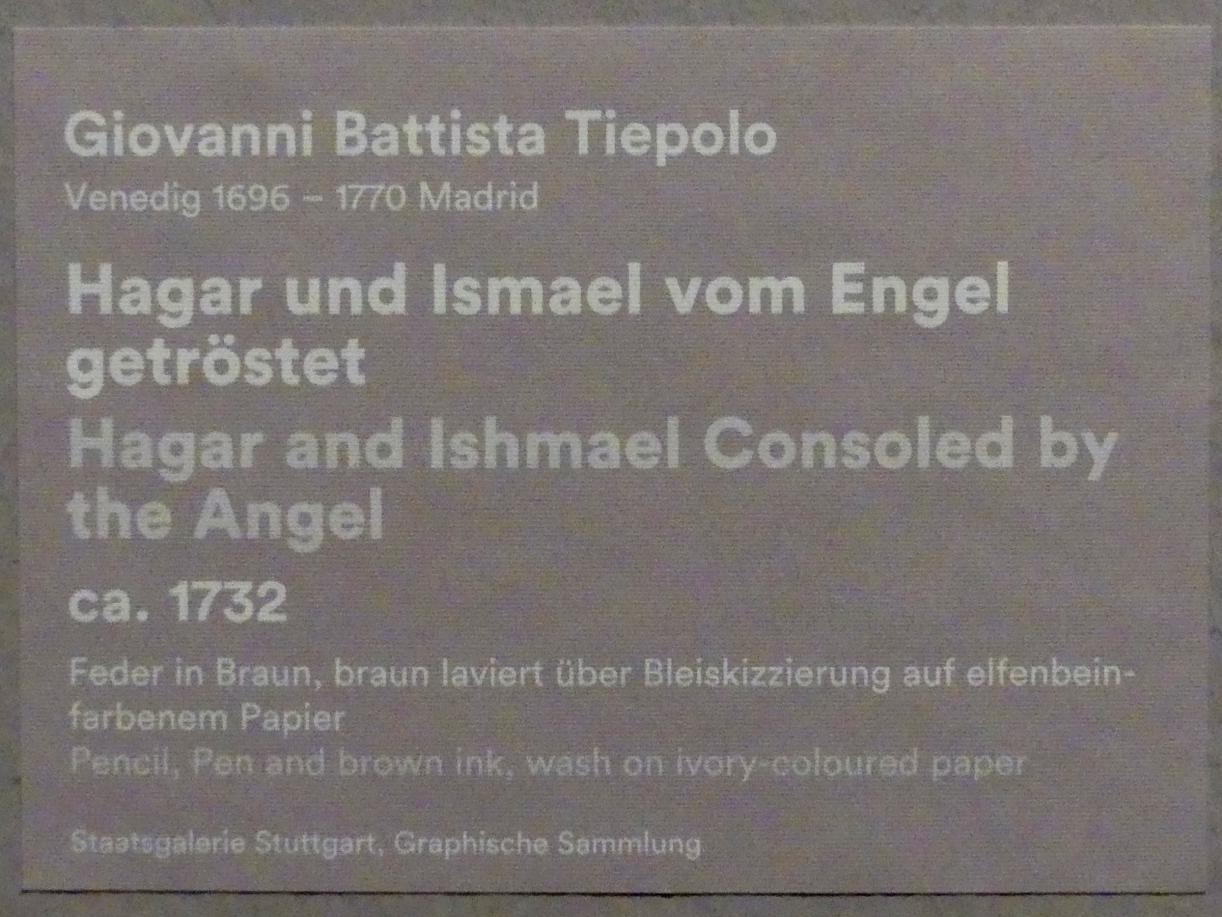 Giovanni Battista Tiepolo
Venedig 1696 – 1770 Madrid
Hagar und Ismael vom Engel
getröstet
Hagar and Ishmael Consoled by
the Angel
ca. 1732
Feder in Braun, braun laviert über Bleiskizzierung auf elfenbein-
farbenem Papier
Pencil, Pen and brown ink, wash on ivory-coloured paper
Staatsgalerie Stuttgart, Graphische Sammlung